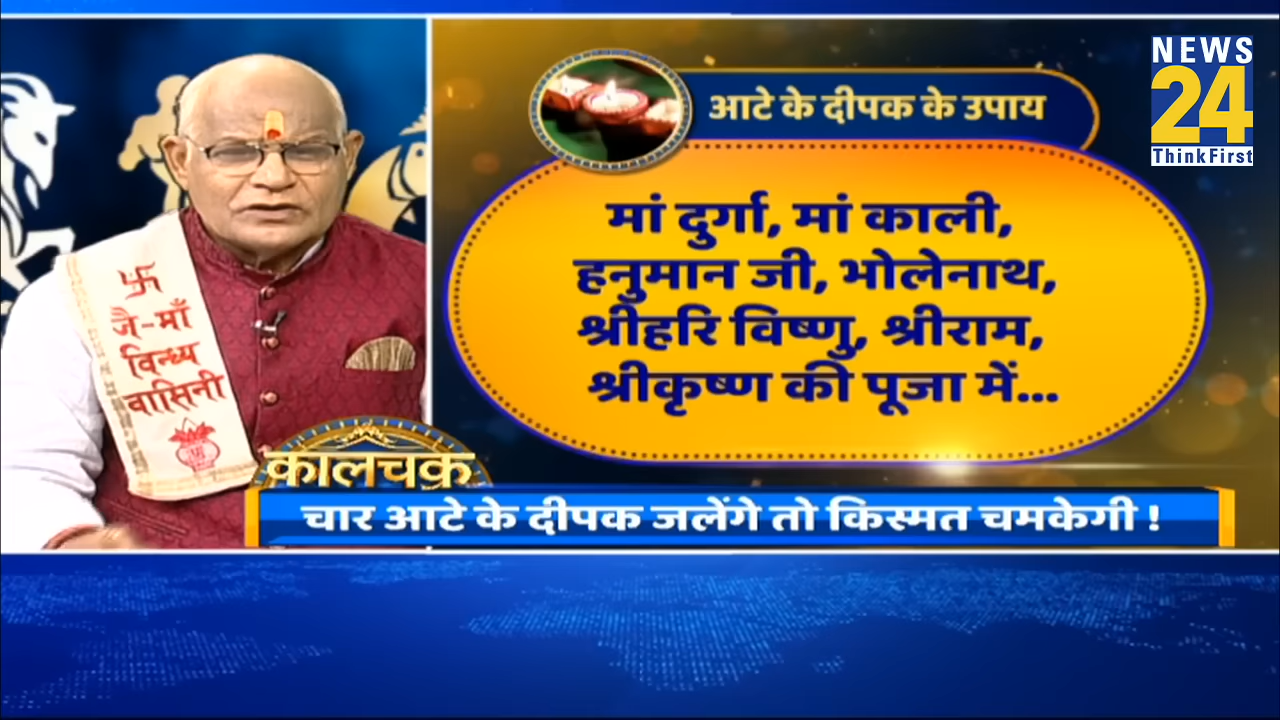 NEWS
24
ThinkFirst
आटे के दीपक के उपाय
मां दुर्गा, मां काली,
हनुमान जी, भोलेनाथ,
श्रीहरि विष्णु, श्रीराम,
श्रीकृष्ण की पूजा में...
जै-माँ
विन्ध्य
वासिनी
कालचक्र
चार आटे के दीपक जलेंगे तो किस्मत चमकेगी !